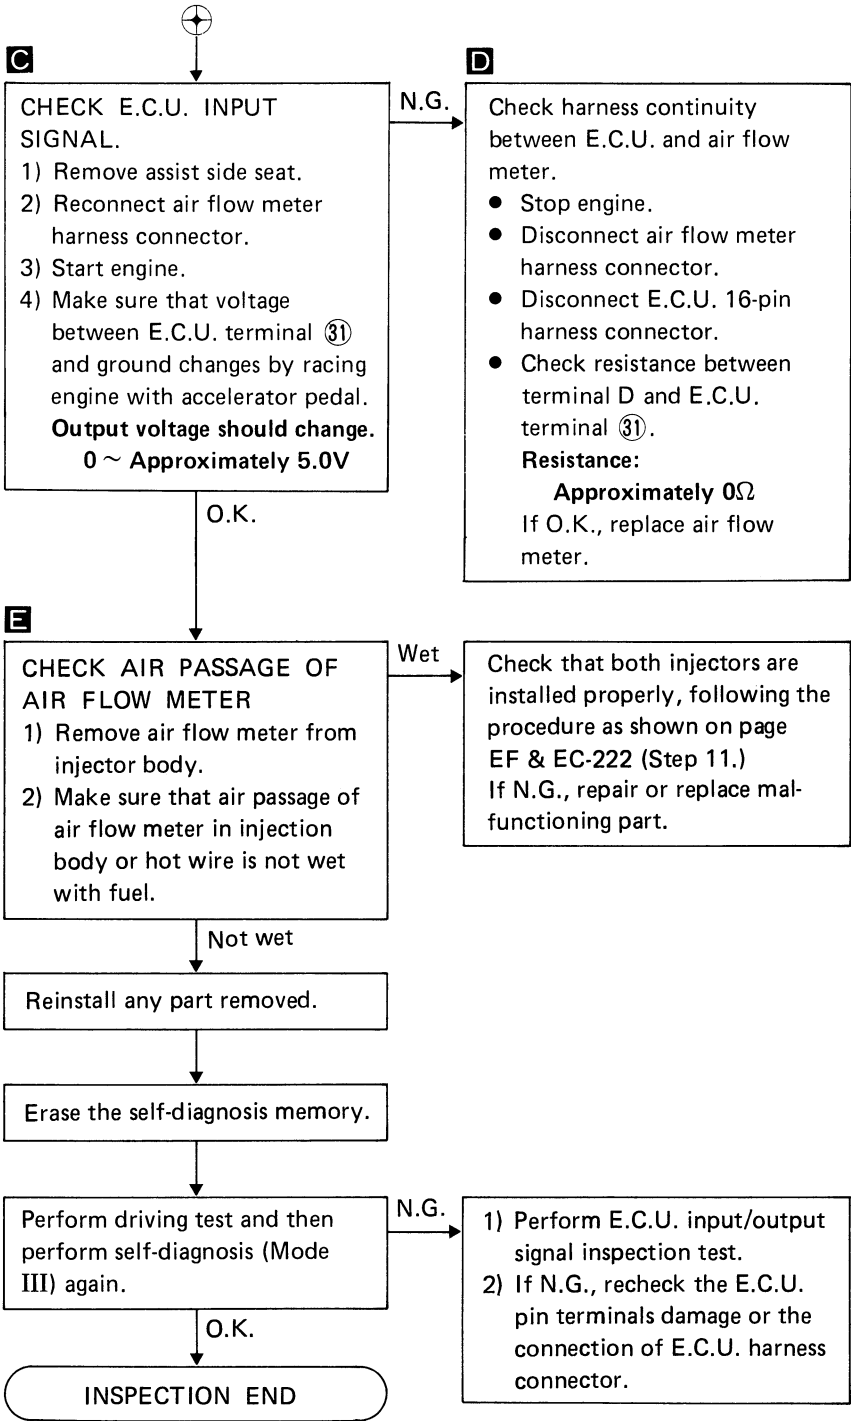 C
CHECK E.C.U. INPUT
SIGNAL.
1) Remove assist side seat.
2) Reconnect air flow meter
harness connector.
3) Start engine.
4) Make sure that voltage
between E.C.U. terminal ㉛
and ground changes by racing
engine with accelerator pedal.
Output voltage should change.
0 ~ Approximately 5.0V
N.G.
D
Check harness continuity
between E.C.U. and air flow
meter.
● Stop engine.
● Disconnect air flow meter
harness connector.
● Disconnect E.C.U. 16-pin
harness connector.
● Check resistance between
terminal D and E.C.U.
terminal ㉛.
Resistance:
Approximately 0Ω
If O.K., replace air flow
meter.
O.K.
E
CHECK AIR PASSAGE OF
AIR FLOW METER
1) Remove air flow meter from
injector body.
2) Make sure that air passage of
air flow meter in injection
body or hot wire is not wet
with fuel.
Wet
Check that both injectors are
installed properly, following the
procedure as shown on page
EF & EC-222 (Step 11.)
If N.G., repair or replace mal-
functioning part.
Not wet
Reinstall any part removed.
Erase the self-diagnosis memory.
Perform driving test and then
perform self-diagnosis (Mode
III) again.
N.G.
1) Perform E.C.U. input/output
signal inspection test.
2) If N.G., recheck the E.C.U.
pin terminals damage or the
connection of E.C.U. harness
connector.
O.K.
INSPECTION END